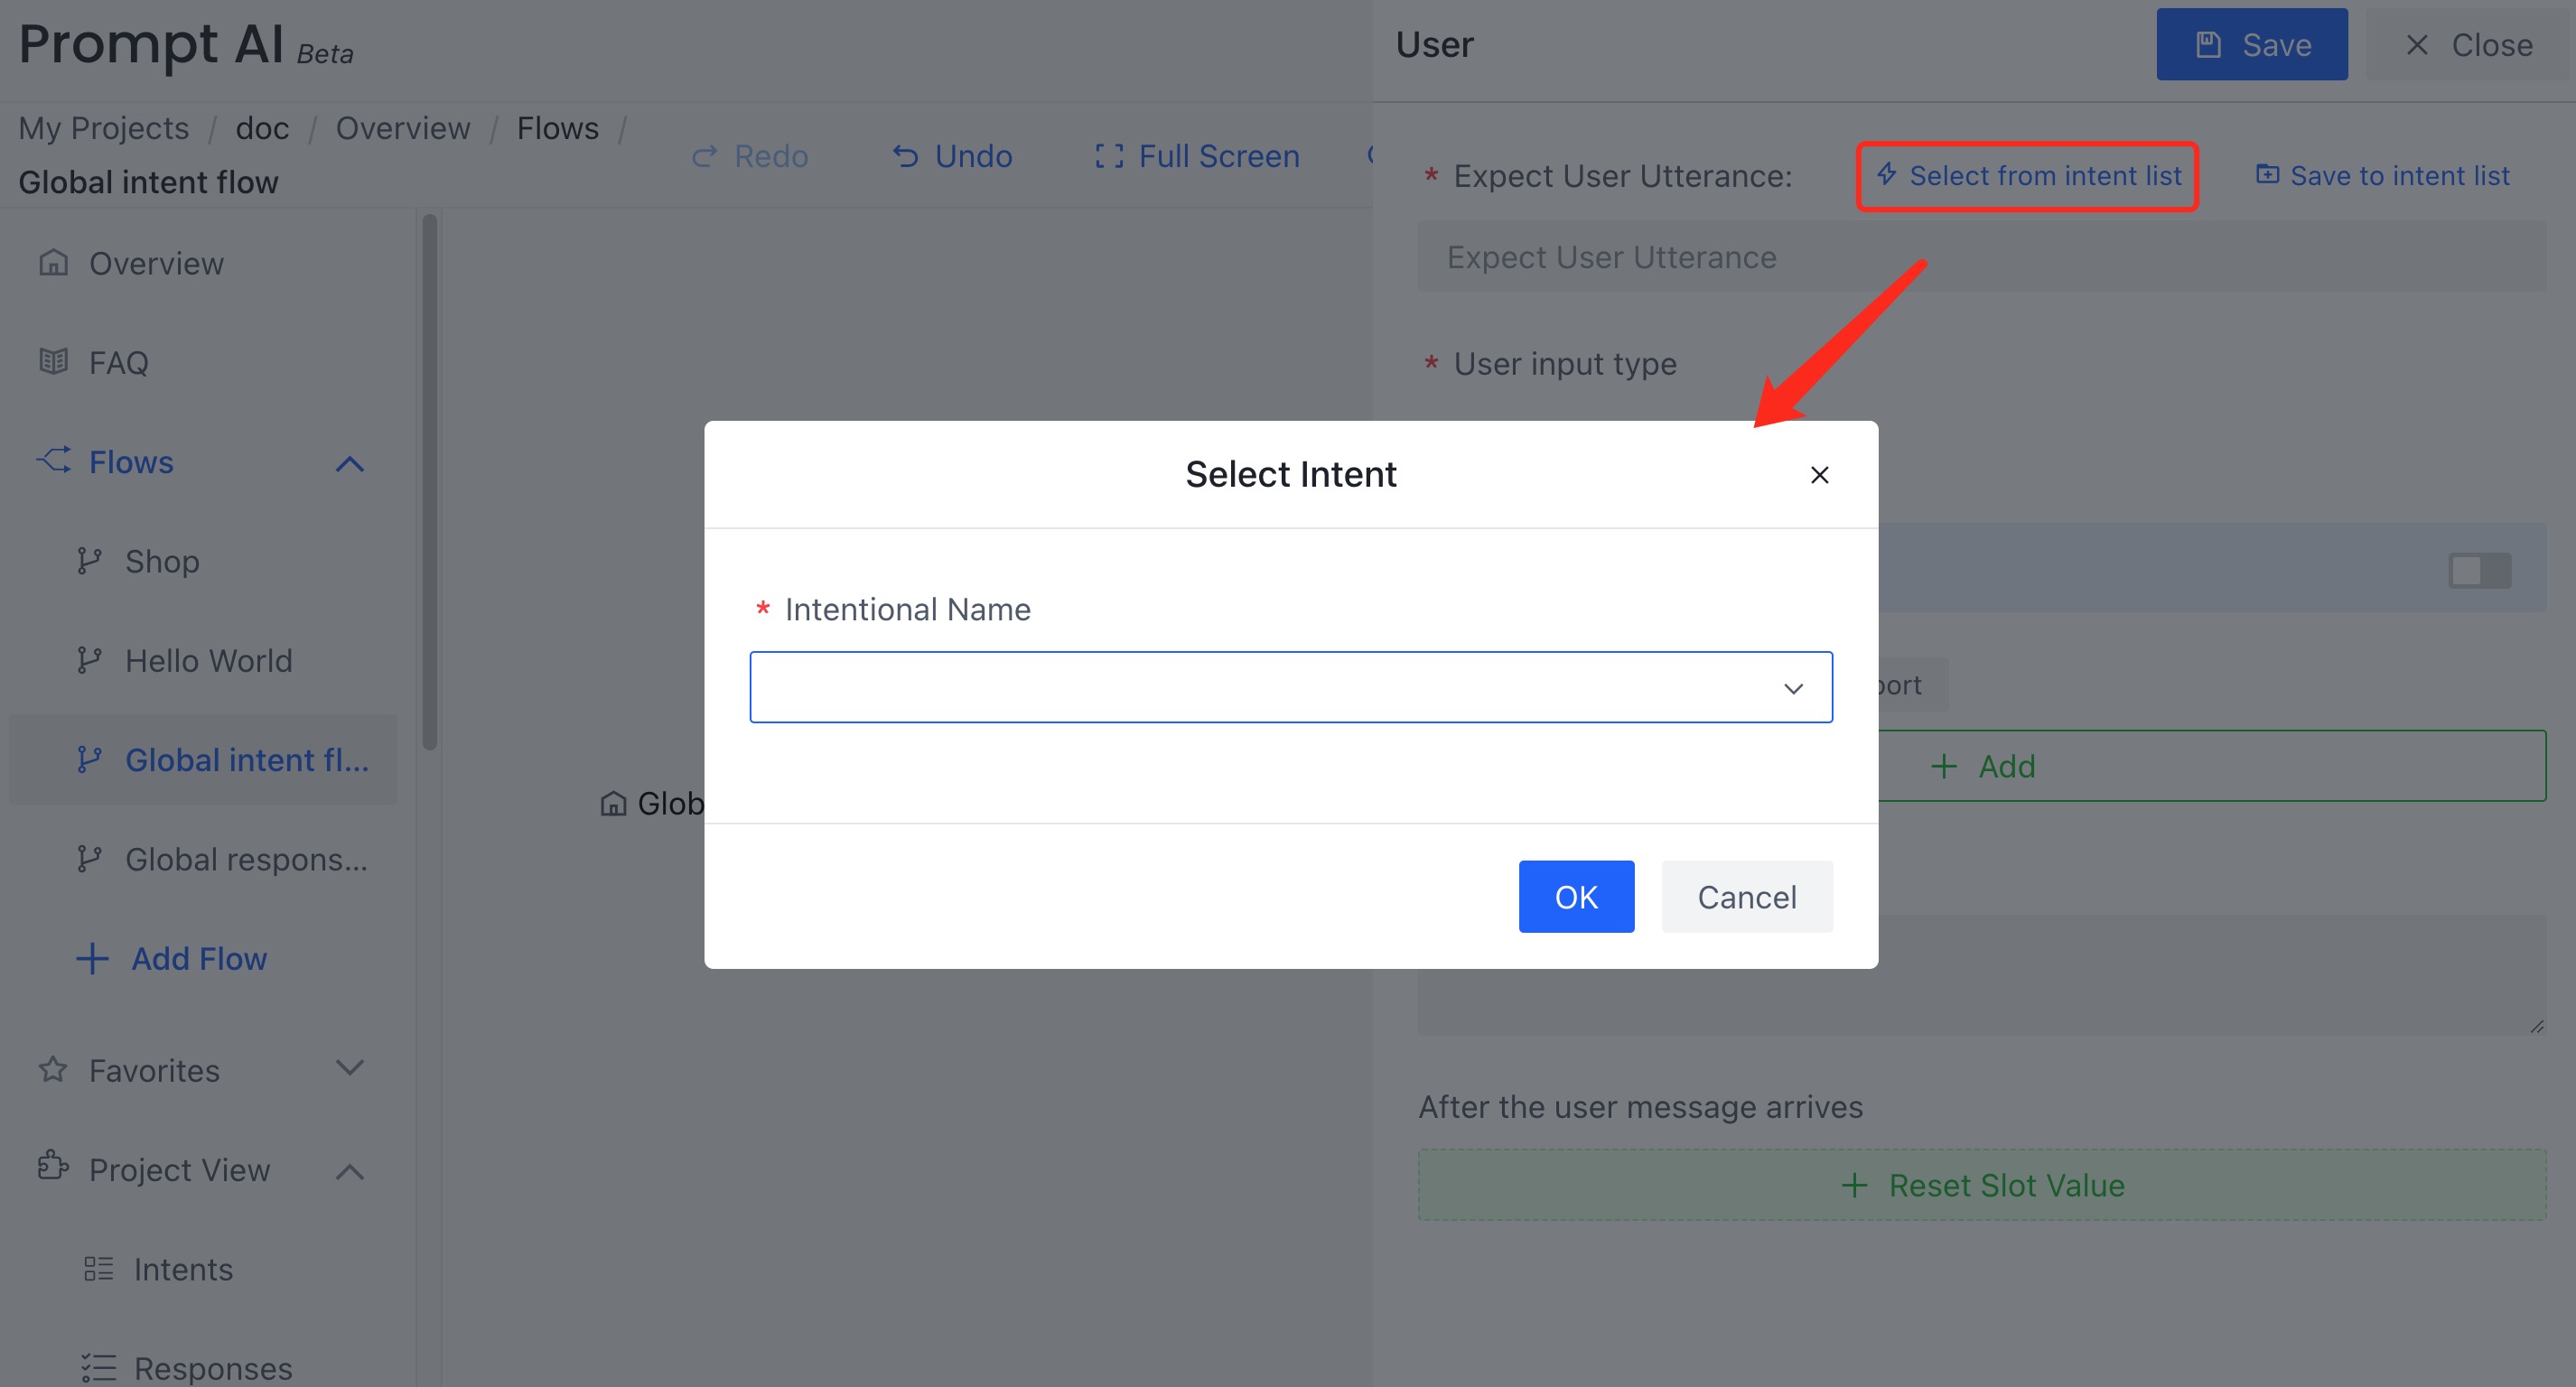 Prompt AI Beta
User
Save
Close
My Projects / doc / Overview / Flows /
Global intent flow
Redo
Undo
Full Screen
* Expect User Utterance:
Select from intent list
Save to intent list
Expect User Utterance
* User input type
Overview
FAQ
Flows
Shop
Hello World
Global intent fl...
Global respons...
Add Flow
Favorites
Project View
Intents
Responses
Glob
Select Intent
* Intentional Name
OK
Cancel
port
+ Add
After the user message arrives
+ Reset Slot Value